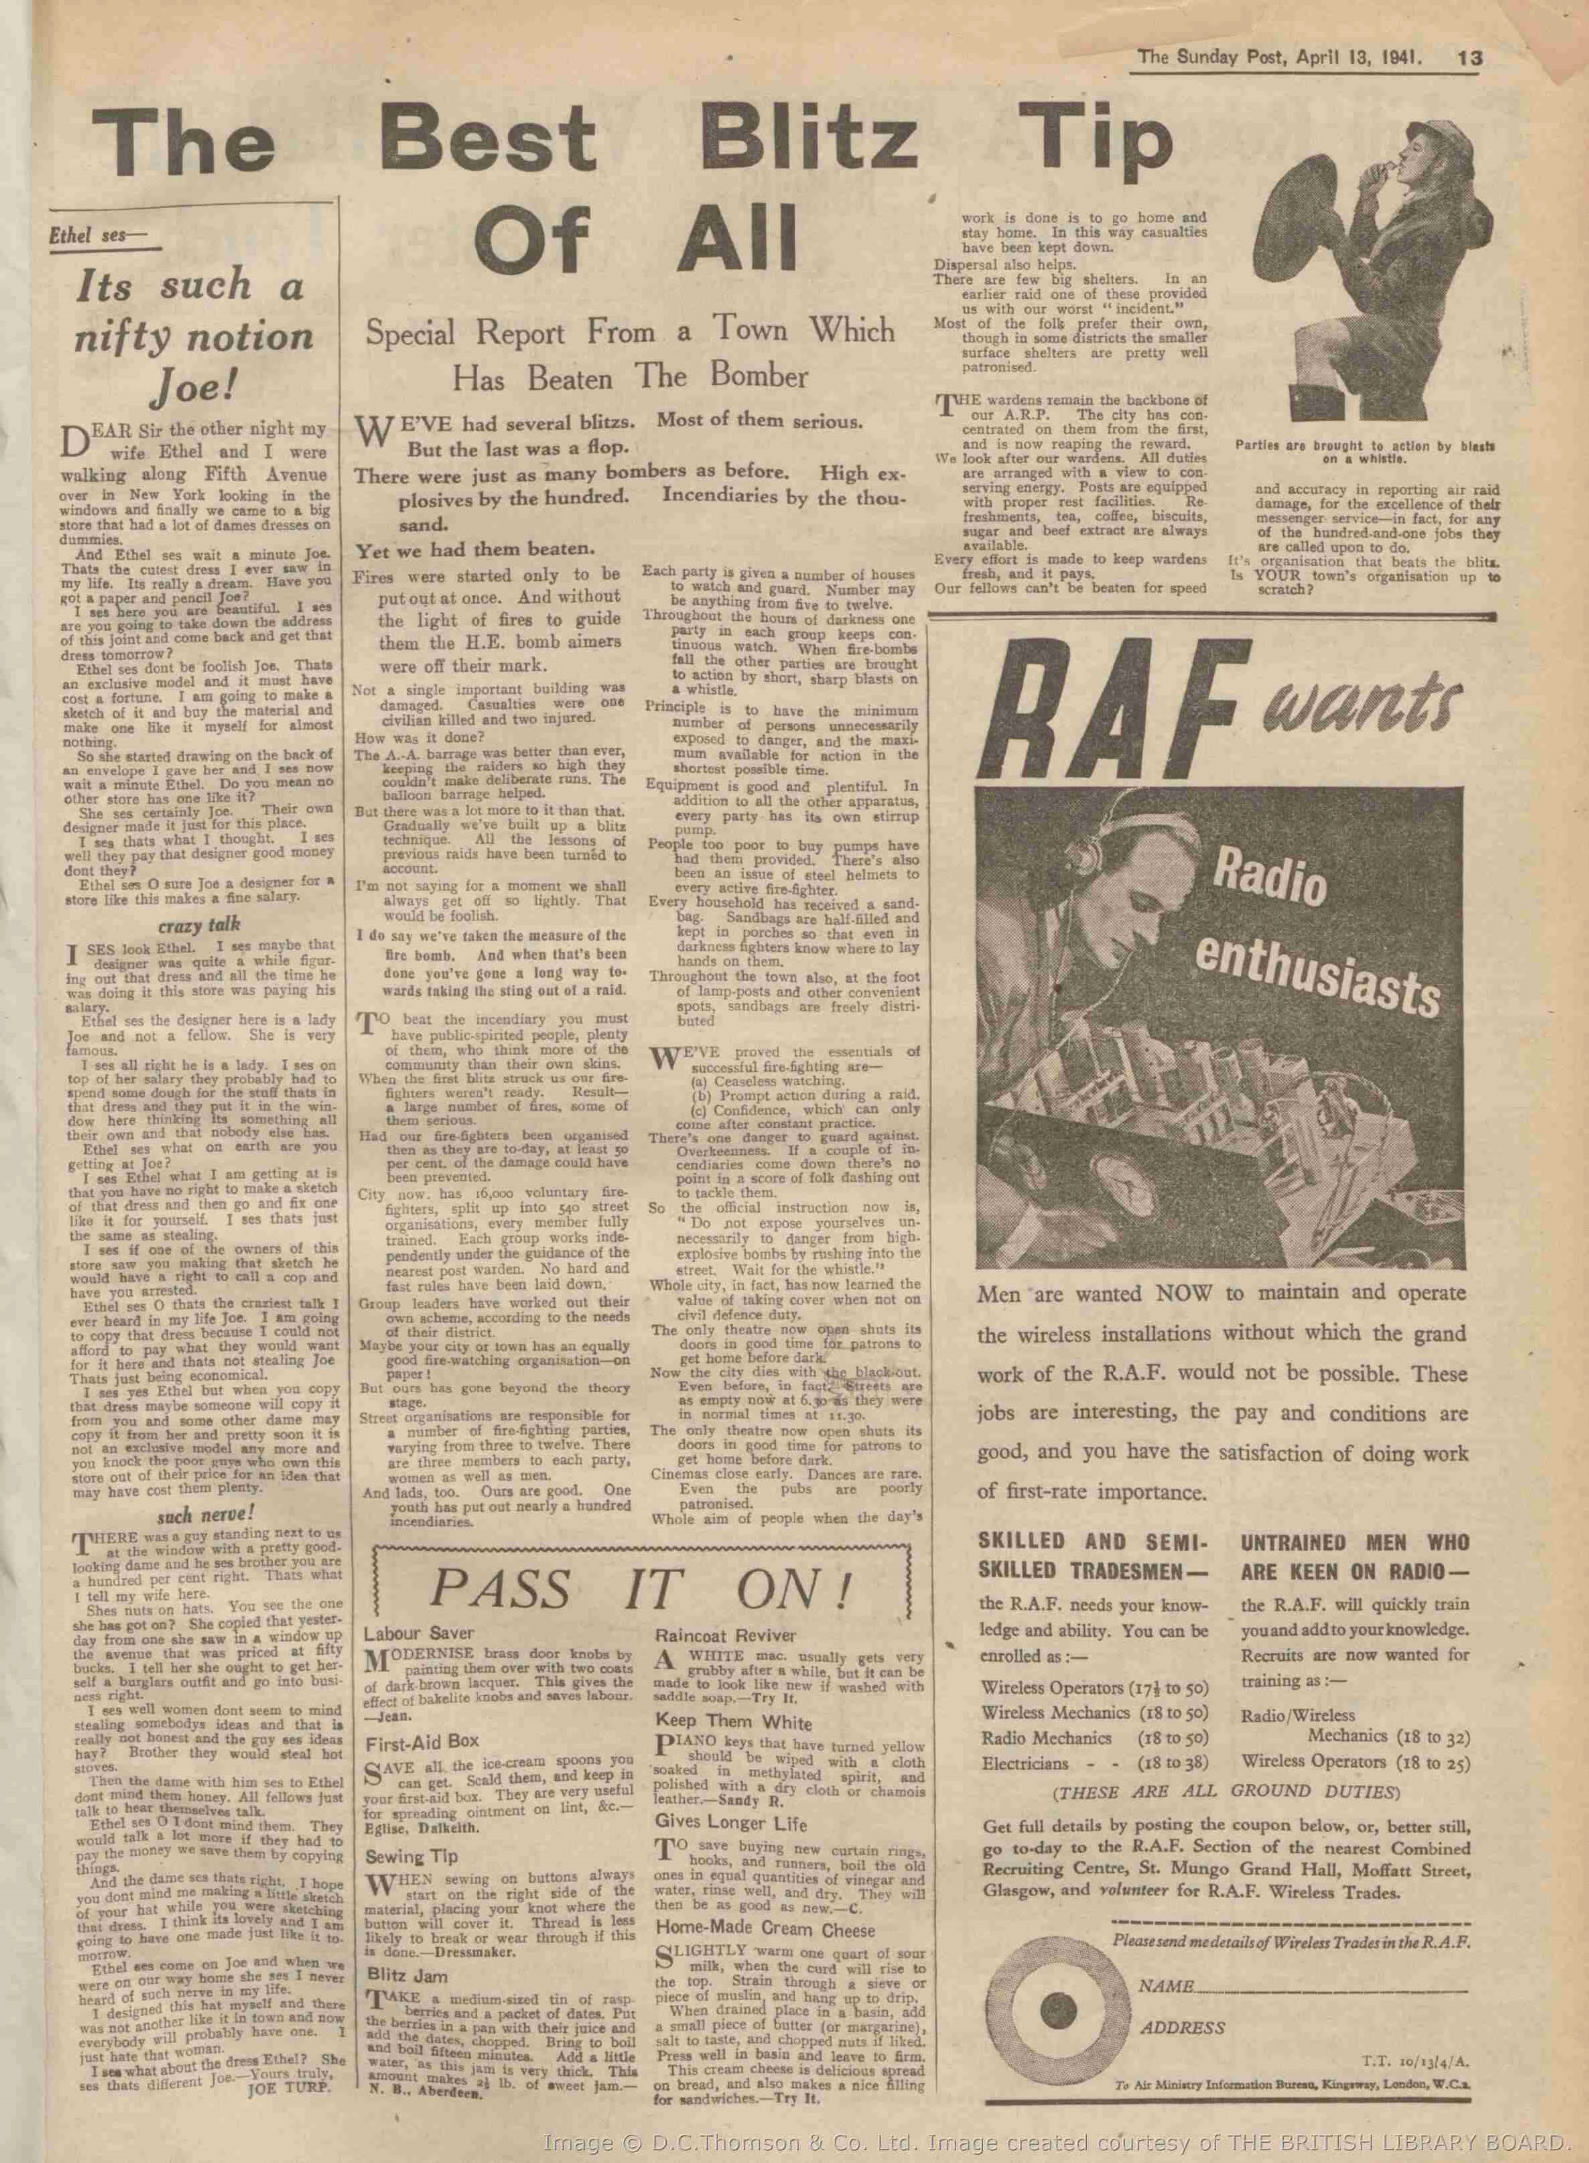 The Sunday Post, April 13, 1941. 13
The Best Blitz Tip
Of All
Special Report From a Town Which
Has Beaten The Bomber
Ethel ses—
Its such a
nifty notion
Joe!
DEAR Sir the other night my
wife Ethel and I were
walking along Fifth Avenue
over in New York looking in the
windows and finally we came to a big
store that had a lot of dames dresses on
dummies.
And Ethel ses wait a minute Joe.
Thats the cutest dress I ever saw in
my life. Its really a dream. Have you
got a paper and pencil Joe?
I ses here you are beautiful. I ses
are you going to take down the address
of this joint and come back and get that
dress tomorrow?
Ethel ses dont be foolish Joe. Thats
an exclusive model and it must have
cost a fortune. I am going to make a
sketch of it and buy the material and
make one like it myself for almost
nothing.
So she started drawing on the back of
an envelope I gave her and I ses now
wait a minute Ethel. Do you mean no
other store has one like it?
She ses certainly Joe. Their own
designer made it just for this place.
I ses thats what I thought. I ses
well they pay that designer good money
dont they?
Ethel ses O sure Joe a designer for a
store like this makes a fine salary.
crazy talk
I SES look Ethel. I ses maybe that
designer was quite a while figur-
ing out that dress and all the time he
was doing it this store was paying his
salary.
Ethel ses the designer here is a lady
Joe and not a fellow. She is very
famous.
I ses all right he is a lady. I ses on
top of her salary they probably had to
spend some dough for the stuff thats in
that dress and they put it in the win-
dow here thinking its something all
their own and that nobody else has.
Ethel ses what on earth are you
getting at Joe?
I ses Ethel what I am getting at is
that you have no right to make a sketch
of that dress and then go and fix one
like it for yourself. I ses thats just
the same as stealing.
I ses if one of the owners of this
store saw you making that sketch he
would have a right to call a cop and
have you arrested.
Ethel ses O thats the craziest talk I
ever heard in my life Joe. I am going
to copy that dress because I could not
afford to pay what they would want
for it here and thats not stealing Joe
Thats just being economical.
I ses yes Ethel but when you copy
that dress maybe someone will copy it
from you and some other dame may
copy it from her and pretty soon it is
not an exclusive model any more and
you knock the poor guys who own this
store out of their price for an idea that
may have cost them plenty.
such nerve!
THERE was a guy standing next to us
at the window with a pretty good-
looking dame and he ses brother you are
a hundred per cent right. Thats what
I tell my wife here.
Shes nuts on hats. You see the one
she has got on? She copied that yester-
day from one she saw in a window up
the avenue that was priced at fifty
bucks. I tell her she ought to get her-
self a burglars outfit and go into busi-
ness right.
I ses well women dont seem to mind
stealing somebodys ideas and that is
really not honest and the guy ses ideas
hay? Brother they would steal hot
stoves.
Then the dame with him ses to Ethel
dont mind them honey. All fellows just
talk to hear themselves talk.
Ethel ses O I dont mind them. They
would talk a lot more if they had to
pay the money we save them by copying
things.
And the dame ses thats right. I hope
you dont mind me making a little sketch
of your hat while you were sketching
that dress. I think its lovely and I am
going to have one made just like it to-
morrow.
Ethel ses come on Joe and when we
were on our way home she ses I never
heard of such nerve in my life.
I designed this hat myself and there
was not another like it in town and now
everybody will probably have one. I
just hate that woman.
I ses what about the dress Ethel? She
ses thats different Joe.—Yours truly,
JOE TURP.
WE'VE had several blitzs. Most of them serious.
But the last was a flop.
There were just as many bombers as before. High ex-
plosives by the hundred. Incendiaries by the thou-
sand.
Yet we had them beaten.
Fires were started only to be
put out at once. And without
the light of fires to guide
them the H.E. bomb aimers
were off their mark.
Not a single important building was
damaged. Casualties were one
civilian killed and two injured.
How was it done?
The A.-A. barrage was better than ever,
keeping the raiders so high they
couldn't make deliberate runs. The
balloon barrage helped.
But there was a lot more to it than that.
Gradually we've built up a blitz
technique. All the lessons of
previous raids have been turned to
account.
I'm not saying for a moment we shall
always get off so lightly. That
would be foolish.
I do say we've taken the measure of the
fire bomb. And when that's been
done you've gone a long way to-
wards taking the sting out of a raid.
TO beat the incendiary you must
have public-spirited people, plenty
of them, who think more of the
community than their own skins.
When the first blitz struck us our fire-
fighters weren't ready. Result—
a large number of fires, some of
them serious.
Had our fire-fighters been organised
then as they are to-day, at least 50
per cent. of the damage could have
been prevented.
City now. has 16,000 voluntary fire-
fighters, split up into 540 street
organisations, every member fully
trained. Each group works inde-
pendently under the guidance of the
nearest post warden. No hard and
fast rules have been laid down.
Group leaders have worked out their
own scheme, according to the needs
of their district.
Maybe your city or town has an equally
good fire-watching organisation—on
paper!
But ours has gone beyond the theory
stage.
Street organisations are responsible for
a number of fire-fighting parties,
varying from three to twelve. There
are three members to each party,
women as well as men.
And lads, too. Ours are good. One
youth has put out nearly a hundred
incendiaries.
Each party is given a number of houses
to watch and guard. Number may
be anything from five to twelve.
Throughout the hours of darkness one
party in each group keeps con-
tinuous watch. When fire-bombs
fall the other parties are brought
to action by short, sharp blasts on
a whistle.
Principle is to have the minimum
number of persons unnecessarily
exposed to danger, and the maxi-
mum available for action in the
shortest possible time.
Equipment is good and plentiful. In
addition to all the other apparatus,
every party has its own stirrup
pump.
People too poor to buy pumps have
had them provided. There's also
been an issue of steel helmets to
every active fire-fighter.
Every household has received a sand-
bag. Sandbags are half-filled and
kept in porches so that even in
darkness fighters know where to lay
hands on them.
Throughout the town also, at the foot
of lamp-posts and other convenient
spots, sandbags are freely distri-
buted
WE'VE proved the essentials of
successful fire-fighting are—
(a) Ceaseless watching.
(b) Prompt action during a raid.
(c) Confidence, which can only
come after constant practice.
There's one danger to guard against.
Overkeenness. If a couple of in-
cendiaries come down there's no
point in a score of folk dashing out
to tackle them.
So the official instruction now is,
"Do not expose yourselves un-
necessarily to danger from high-
explosive bombs by rushing into the
street. Wait for the whistle."
Whole city, in fact, has now learned the
value of taking cover when not on
civil defence duty.
The only theatre now open shuts its
doors in good time for patrons to
get home before dark.
Now the city dies with the black-out.
Even before, in fact. Streets are
as empty now at 6.30 as they were
in normal times at 11.30.
The only theatre now open shuts its
doors in good time for patrons to
get home before dark.
Cinemas close early. Dances are rare.
Even the pubs are poorly
patronised.
Whole aim of people when the day's
work is done is to go home and
stay home. In this way casualties
have been kept down.
Dispersal also helps.
There are few big shelters. In an
earlier raid one of these provided
us with our worst "incident."
Most of the folk prefer their own,
though in some districts the smaller
surface shelters are pretty well
patronised.
THE wardens remain the backbone of
our A.R.P. The city has con-
centrated on them from the first,
and is now reaping the reward.
We look after our wardens. All duties
are arranged with a view to con-
serving energy. Posts are equipped
with proper rest facilities. Re-
freshments, tea, coffee, biscuits,
sugar and beef extract are always
available.
Every effort is made to keep wardens
fresh, and it pays.
Our fellows can't be beaten for speed
Parties are brought to action by blasts
on a whistle.
and accuracy in reporting air raid
damage, for the excellence of their
messenger service—in fact, for any
of the hundred-and-one jobs they
are called upon to do.
It's organisation that beats the blitz.
Is YOUR town's organisation up to
scratch?
PASS IT ON!
Labour Saver
MODERNISE brass door knobs by
painting them over with two coats
of dark-brown lacquer. This gives the
effect of bakelite knobs and saves labour.
—Jean.
First-Aid Box
SAVE all the ice-cream spoons you
can get. Scald them, and keep in
your first-aid box. They are very useful
for spreading ointment on lint, &c.—
Eglise, Dalkeith.
Sewing Tip
WHEN sewing on buttons always
start on the right side of the
material, placing your knot where the
button will cover it. Thread is less
likely to break or wear through if this
is done.—Dressmaker.
Blitz Jam
TAKE a medium-sized tin of rasp-
berries and a packet of dates. Put
the berries in a pan with their juice and
add the dates, chopped. Bring to boil
and boil fifteen minutes. Add a little
water, as this jam is very thick. This
amount makes 2½ lb. of sweet jam.—
N. B., Aberdeen.
Raincoat Reviver
A WHITE mac. usually gets very
grubby after a while, but it can be
made to look like new if washed with
saddle soap.—Try It.
Keep Them White
PIANO keys that have turned yellow
should be wiped with a cloth
soaked in methylated spirit, and
polished with a dry cloth or chamois
leather.—Sandy R.
Gives Longer Life
TO save buying new curtain rings,
hooks, and runners, boil the old
ones in equal quantities of vinegar and
water, rinse well, and dry. They will
then be as good as new.—C.
Home-Made Cream Cheese
SLIGHTLY warm one quart of sour
milk, when the curd will rise to
the top. Strain through a sieve or
piece of muslin, and hang up to drip.
When drained place in a basin, add
a small piece of butter (or margarine),
salt to taste, and chopped nuts if liked.
Press well in basin and leave to firm.
This cream cheese is delicious spread
on bread, and also makes a nice filling
for sandwiches.—Try It.
RAF wants
Radio
enthusiasts
Men are wanted NOW to maintain and operate
the wireless installations without which the grand
work of the R.A.F. would not be possible. These
jobs are interesting, the pay and conditions are
good, and you have the satisfaction of doing work
of first-rate importance.
SKILLED AND SEMI-
SKILLED TRADESMEN—
the R.A.F. needs your know-
ledge and ability. You can be
enrolled as :—
Wireless Operators (17½ to 50)
Wireless Mechanics (18 to 50)
Radio Mechanics (18 to 50)
Electricians - - (18 to 38)
UNTRAINED MEN WHO
ARE KEEN ON RADIO—
the R.A.F. will quickly train
you and add to your knowledge.
Recruits are now wanted for
training as :—
Radio/Wireless
Mechanics (18 to 32)
Wireless Operators (18 to 25)
(THESE ARE ALL GROUND DUTIES)
Get full details by posting the coupon below, or, better still,
go to-day to the R.A.F. Section of the nearest Combined
Recruiting Centre, St. Mungo Grand Hall, Moffatt Street,
Glasgow, and volunteer for R.A.F. Wireless Trades.
Please send me details of Wireless Trades in the R.A.F.
NAME
ADDRESS
T.T. 10/13/4/A.
To Air Ministry Information Bureau, Kingsway, London, W.C.2.
Image © D.C.Thomson & Co. Ltd. Image created courtesy of THE BRITISH LIBRARY BOARD.